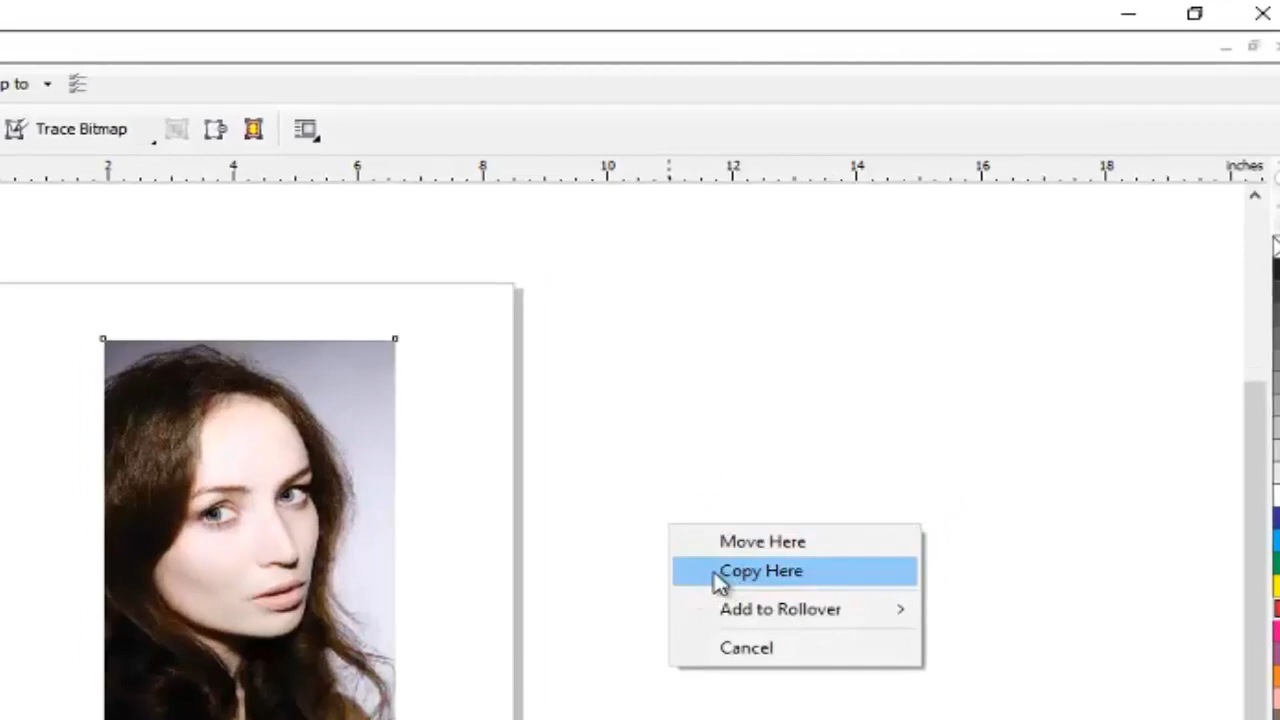 p to
Trace Bitmap
2 4 6 8 10 12 14 16 18 inches
Move Here
Copy Here
Add to Rollover
Cancel